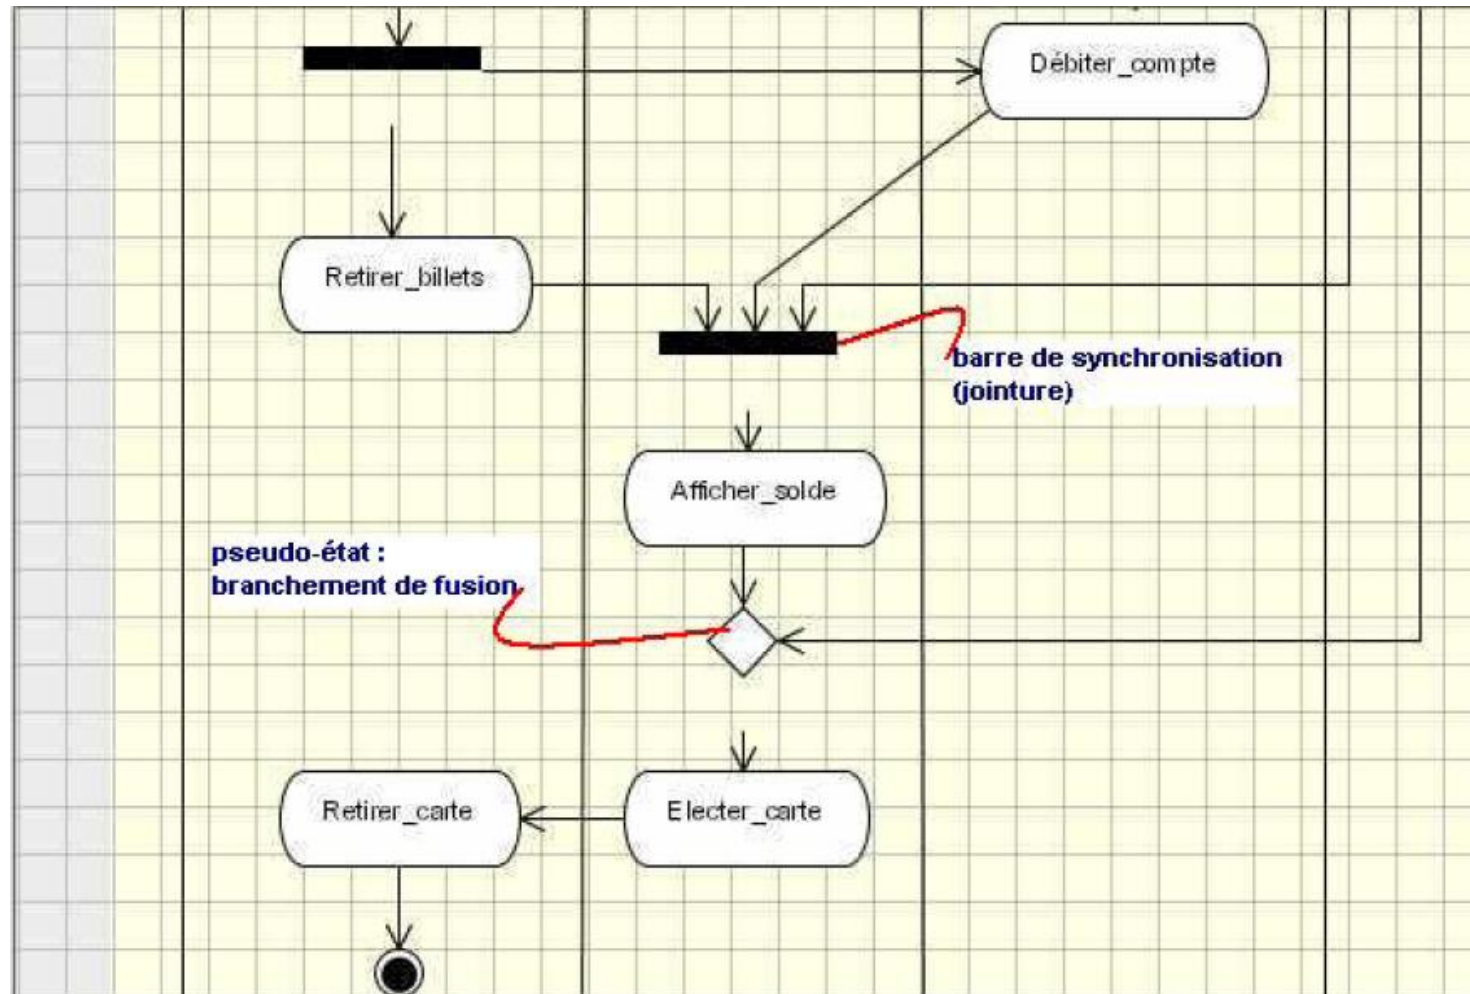 Débiter_compte
Retirer_billets
barre de synchronisation
(jointure)
Afficher_solde
pseudo-état :
branchement de fusion
Retirer_carte
Electer_carte